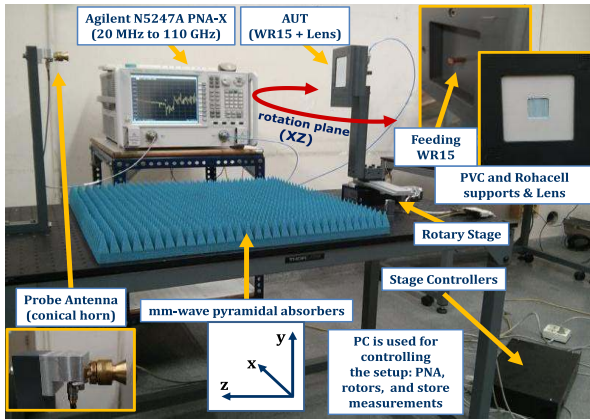 Agilent N5247A PNA-X
(20 MHz to 110 GHz)
AUT
(WR15 + Lens)
rotation plane
(XZ)
Feeding
WR15
PVC and Rohacell
supports & Lens
Rotary Stage
Stage Controllers
Probe Antenna
(conical horn)
mm-wave pyramidal absorbers
y
x
z
PC is used for
controlling
the setup: PNA,
rotors, and store
measurements